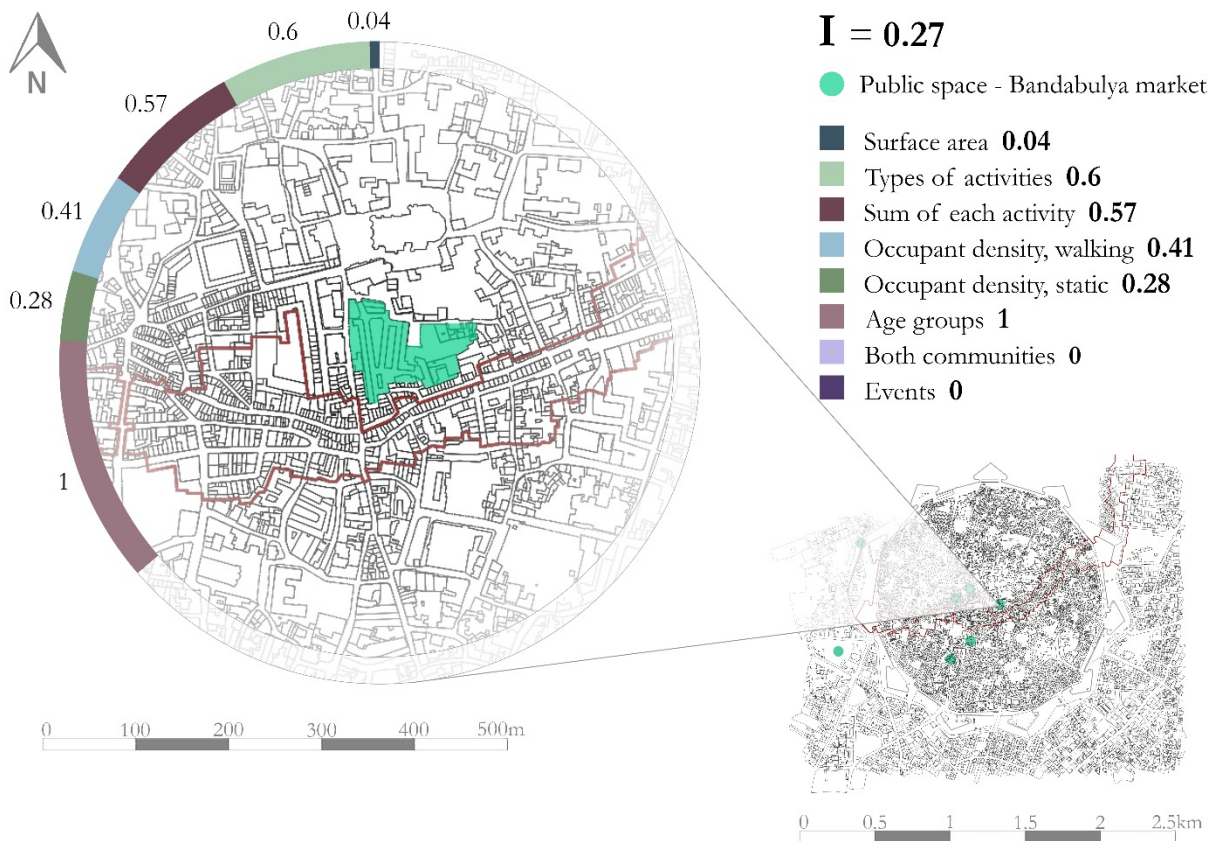 0.04
0.6
0.57
0.41
0.28
1
N
0 100 200 300 400 500m
I = 0.27
Public space - Bandabulya market
Surface area 0.04
Types of activities 0.6
Sum of each activity 0.57
Occupant density, walking 0.41
Occupant density, static 0.28
Age groups 1
Both communities 0
Events 0
0 0.5 1 1.5 2 2.5km